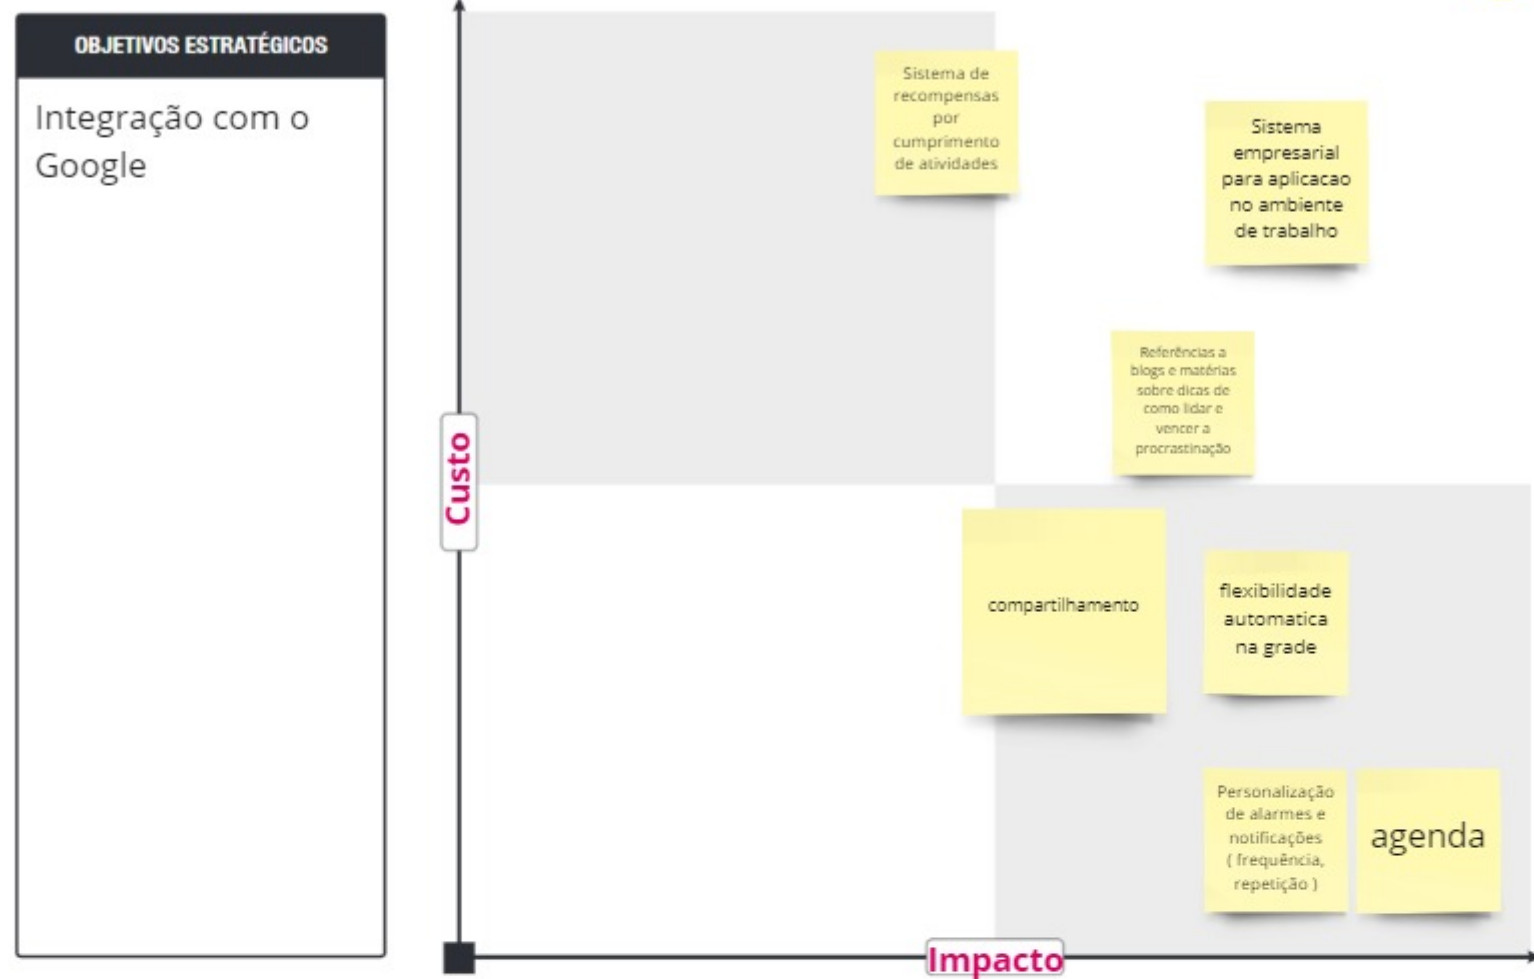 OBJETIVOS ESTRATÉGICOS
Integração com o
Google
Sistema de
recompensas
por
cumprimento
de atividades
Sistema
empresarial
para aplicacao
no ambiente
de trabalho
Referências a
blogs e matérias
sobre dicas de
como lidar e
vencer a
procrastinação
Custo
compartilhamento
flexibilidade
automatica
na grade
Personalização
de alarmes e
notificações
( frequência,
repetição )
agenda
Impacto